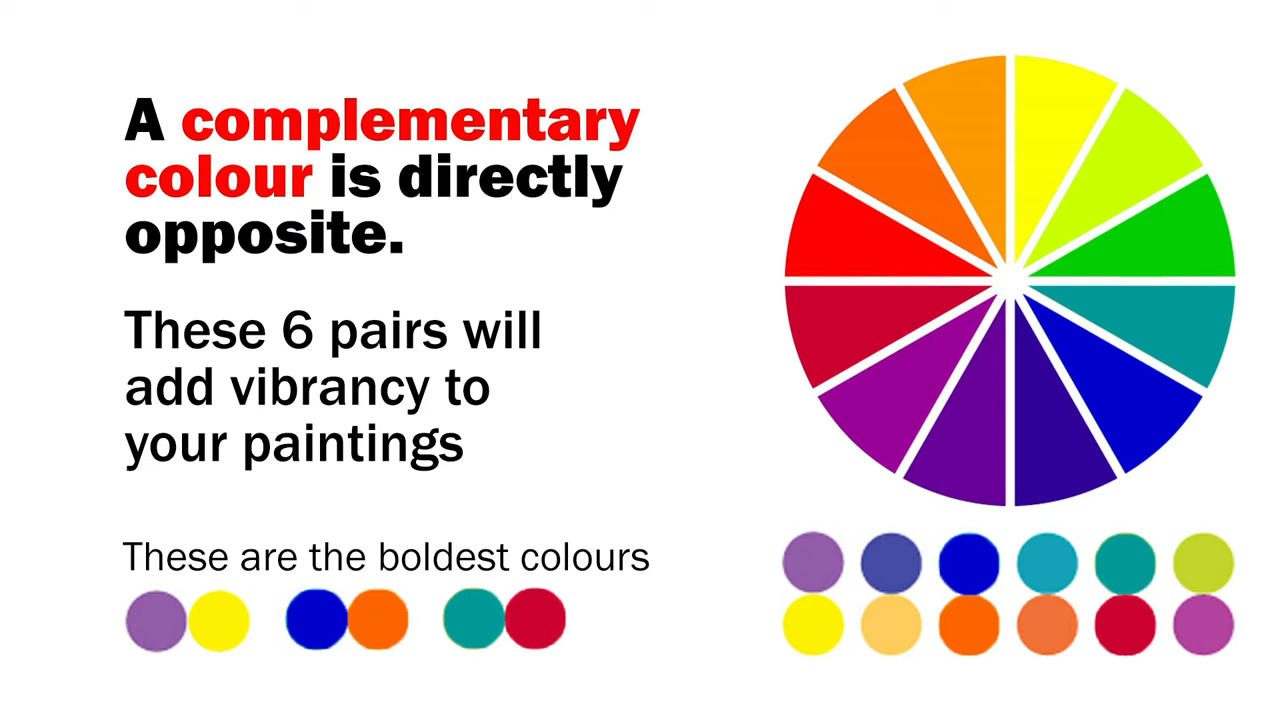 A complementary
colour is directly
opposite.
These 6 pairs will
add vibrancy to
your paintings
These are the boldest colours